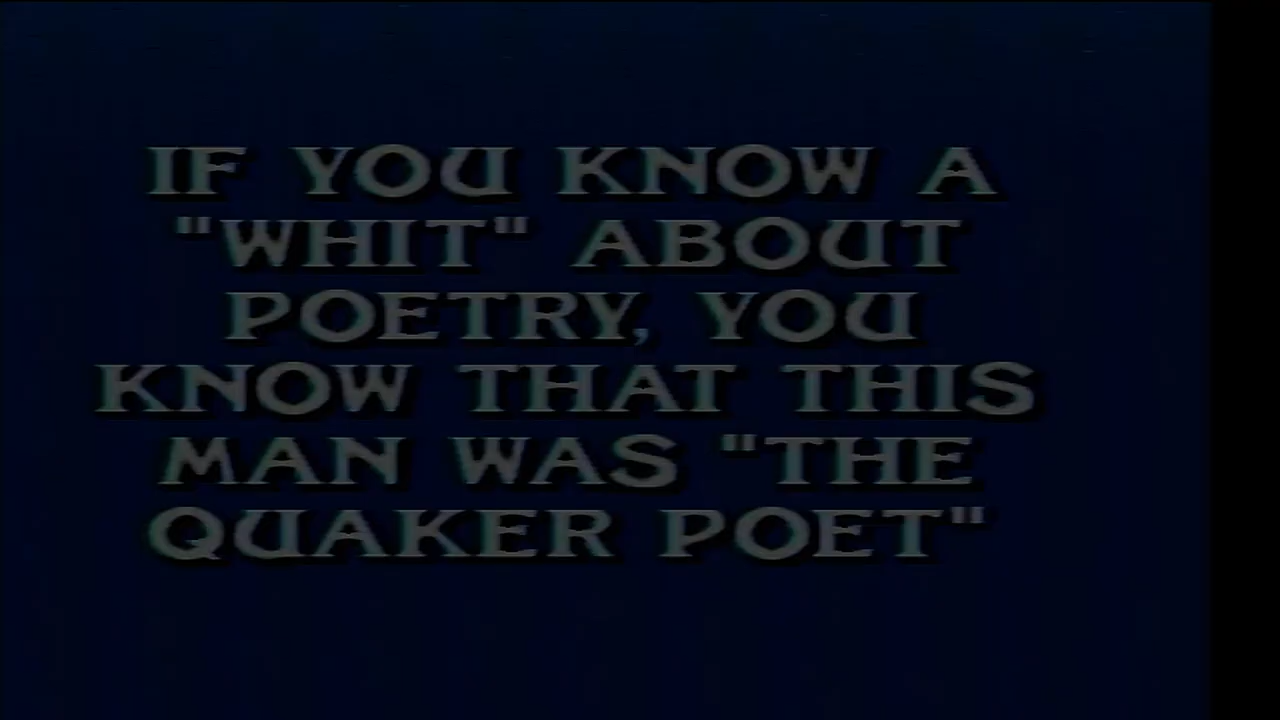 IF YOU KNOW A
"WHIT" ABOUT
POETRY, YOU
KNOW THAT THIS
MAN WAS "THE
QUAKER POET"